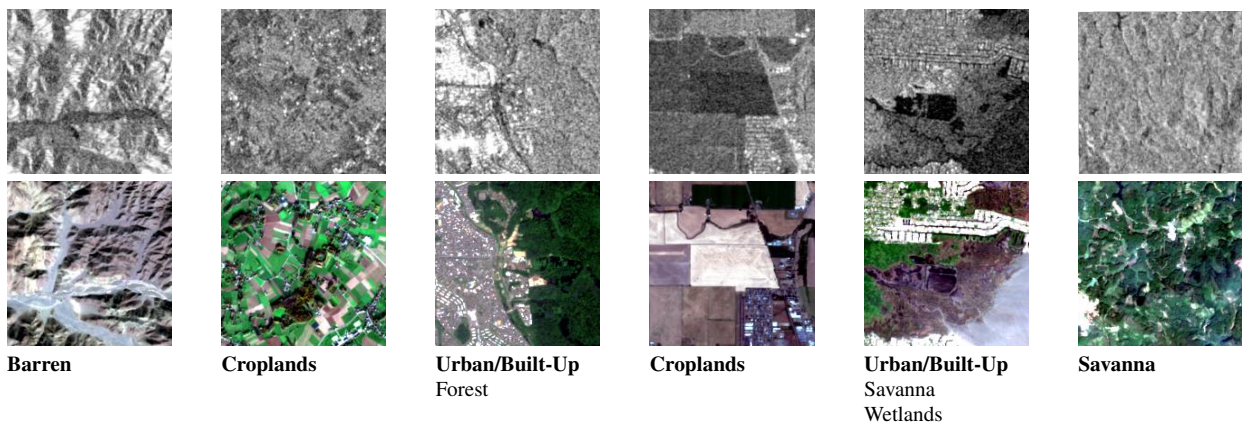 Barren
Croplands
Urban/Built-Up
Forest
Croplands
Urban/Built-Up
Savanna
Wetlands
Savanna